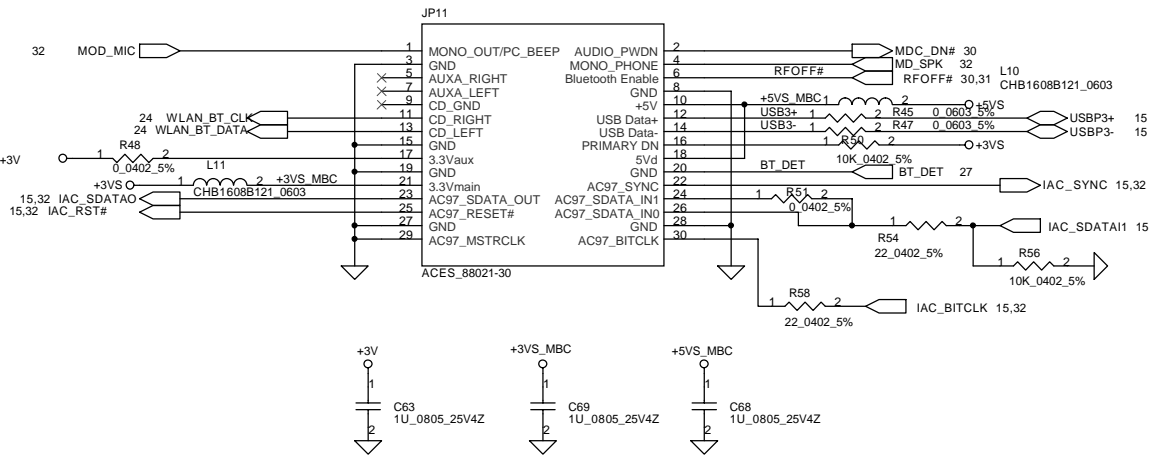 JP11
32 MOD_MIC 1 MONO_OUT/PC_BEEP AUDIO_PWDN 2 MDC_DN# 30
3 GND MONO_PHONE 4 MD_SPK 32
5 AUXA_RIGHT Bluetooth Enable 6 RFOFF# RFOFF# 30,31
7 AUXA_LEFT GND 8
L10
CHB1608B121_0603
9 CD_GND +5V 10 +5VS_MBC 1 2 +5VS
24 WLAN_BT_CLK 11 CD_RIGHT USB Data+ 12 USB3+ 1 2 R45 0_0603_5% USBP3+ 15
24 WLAN_BT_DATA 13 CD_LEFT USB Data- 14 USB3- 1 2 R47 0_0603_5% USBP3- 15
15 GND PRIMARY DN 16 1 R50 2 +3VS
10K_0402_5%
+3V 1 R48 2 17 3.3Vaux 5Vd 18
0_0402_5%
19 GND GND 20 BT_DET BT_DET 27
+3VS 1 L11 2 +3VS_MBC 21 3.3Vmain AC97_SYNC 22 IAC_SYNC 15,32
CHB1608B121_0603
15,32 IAC_SDATAO 23 AC97_SDATA_OUT AC97_SDATA_IN1 24 1 R51 2
0_0402_5%
15,32 IAC_RST# 25 AC97_RESET# AC97_SDATA_IN0 26
27 GND GND 28 1 2 IAC_SDATAI1 15
R54
22_0402_5%
29 AC97_MSTRCLK AC97_BITCLK 30
1 R56 2
10K_0402_5%
ACES_88021-30
1 R58 2 IAC_BITCLK 15,32
22_0402_5%
+3V +3VS_MBC +5VS_MBC
1 1 1
C63 C69 C68
1U_0805_25V4Z 1U_0805_25V4Z 1U_0805_25V4Z
2 2 2